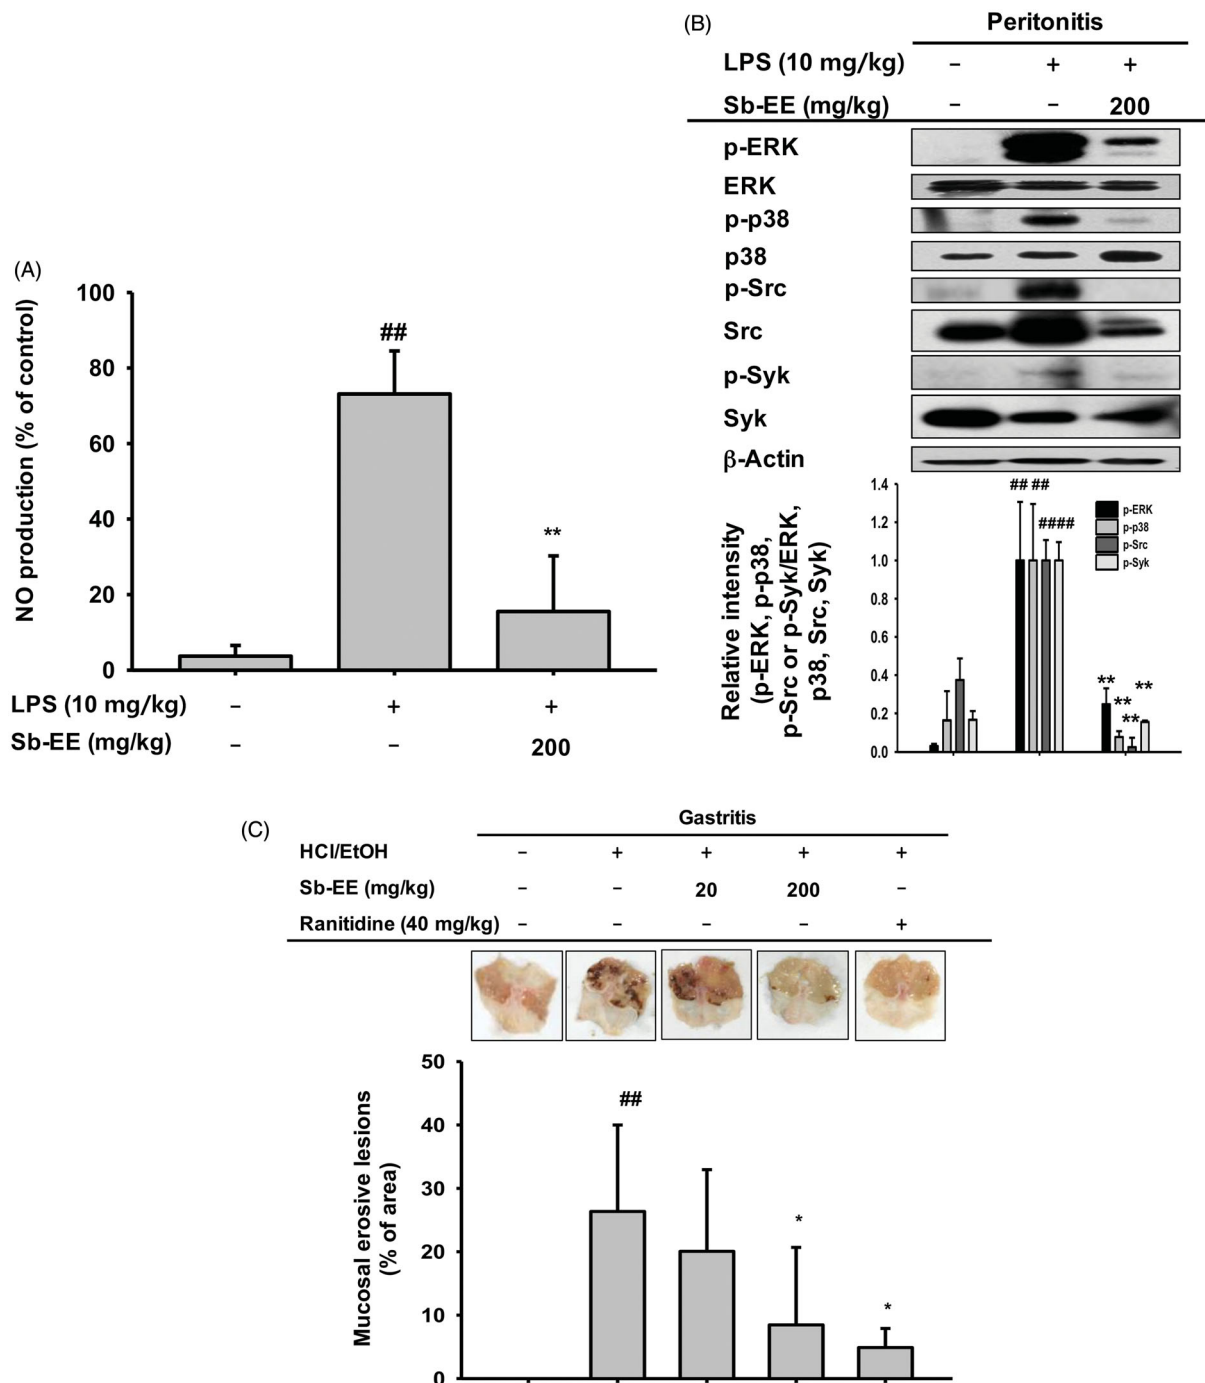 (A)
NO production (% of control)
100
80
60
40
20
0
##
**
LPS (10 mg/kg) – + +
Sb-EE (mg/kg) – – 200
(B)
Peritonitis
LPS (10 mg/kg) – + +
Sb-EE (mg/kg) – – 200
p-ERK
ERK
p-p38
p38
p-Src
Src
p-Syk
Syk
β-Actin
Relative intensity
(p-ERK, p-p38,
p-Src or p-Syk/ERK,
p38, Src, Syk)
1.4
1.2
1.0
0.8
0.6
0.4
0.2
0.0
## ##
####
** ** ** **
p-ERK
p-p38
p-Src
p-Syk
(C)
Gastritis
HCl/EtOH – + + + +
Sb-EE (mg/kg) – – 20 200 –
Ranitidine (40 mg/kg) – – – – +
Mucosal erosive lesions
(% of area)
50
40
30
20
10
0
##
*
*